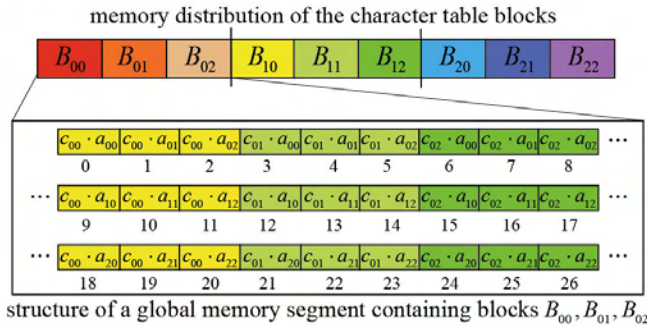 memory distribution of the character table blocks
B₀₀ B₀₁ B₀₂ B₁₀ B₁₁ B₁₂ B₂₀ B₂₁ B₂₂
c₀₀ · a₀₀ c₀₀ · a₀₁ c₀₀ · a₀₂ c₀₁ · a₀₀ c₀₁ · a₀₁ c₀₁ · a₀₂ c₀₂ · a₀₀ c₀₂ · a₀₁ c₀₂ · a₀₂ ···
0 1 2 3 4 5 6 7 8
··· c₀₀ · a₁₀ c₀₀ · a₁₁ c₀₀ · a₁₂ c₀₁ · a₁₀ c₀₁ · a₁₁ c₀₁ · a₁₂ c₀₂ · a₁₀ c₀₂ · a₁₁ c₀₂ · a₁₂ ···
9 10 11 12 13 14 15 16 17
··· c₀₀ · a₂₀ c₀₀ · a₂₁ c₀₀ · a₂₂ c₀₁ · a₂₀ c₀₁ · a₂₁ c₀₁ · a₂₂ c₀₂ · a₂₀ c₀₂ · a₂₁ c₀₂ · a₂₂ ···
18 19 20 21 22 23 24 25 26
structure of a global memory segment containing blocks B₀₀, B₀₁, B₀₂